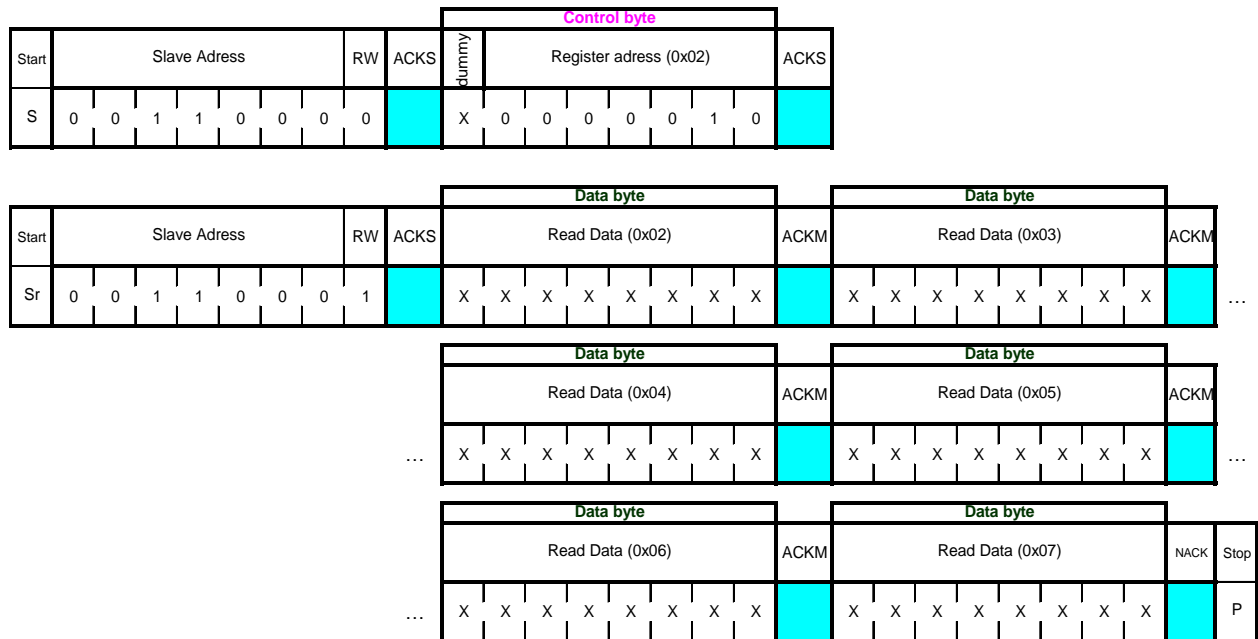 Control byte
Start Slave Adress RW ACKS dummy Register adress (0x02) ACKS
S 0 0 1 1 0 0 0 0 X 0 0 0 0 0 1 0
Data byte Data byte
Start Slave Adress RW ACKS Read Data (0x02) ACKM Read Data (0x03) ACKM
Sr 0 0 1 1 0 0 0 1 X X X X X X X X X X X X X X X X …
Data byte Data byte
Read Data (0x04) ACKM Read Data (0x05) ACKM
… X X X X X X X X X X X X X X X X …
Data byte Data byte
Read Data (0x06) ACKM Read Data (0x07) NACK Stop
… X X X X X X X X X X X X X X X X P